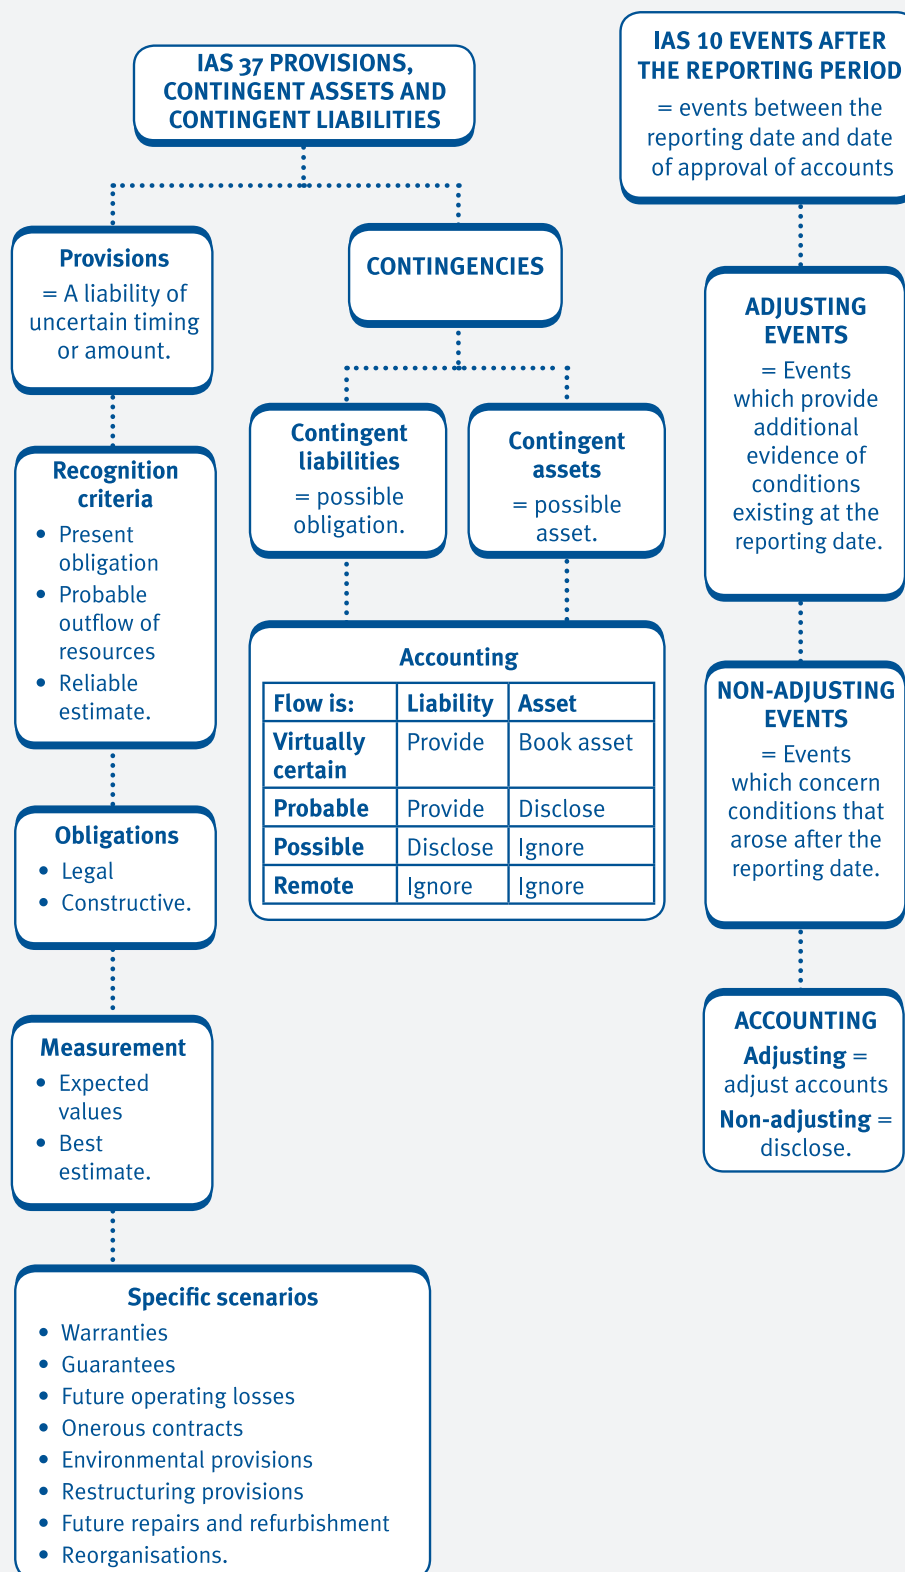 IAS 37 PROVISIONS,
CONTINGENT ASSETS AND
CONTINGENT LIABILITIES
Provisions
= A liability of
uncertain timing
or amount.
Recognition
criteria
• Present
obligation
• Probable
outflow of
resources
• Reliable
estimate.
Obligations
• Legal
• Constructive.
Measurement
• Expected
values
• Best
estimate.
Specific scenarios
• Warranties
• Guarantees
• Future operating losses
• Onerous contracts
• Environmental provisions
• Restructuring provisions
• Future repairs and refurbishment
• Reorganisations.
CONTINGENCIES
Contingent
liabilities
= possible
obligation.
Contingent
assets
= possible
asset.
Accounting
Flow is: Liability Asset
Virtually
certain Provide Book asset
Probable Provide Disclose
Possible Disclose Ignore
Remote Ignore Ignore
IAS 10 EVENTS AFTER
THE REPORTING PERIOD
= events between the
reporting date and date
of approval of accounts
ADJUSTING
EVENTS
= Events
which provide
additional
evidence of
conditions
existing at the
reporting date.
NON-ADJUSTING
EVENTS
= Events
which concern
conditions that
arose after the
reporting date.
ACCOUNTING
Adjusting =
adjust accounts
Non-adjusting =
disclose.